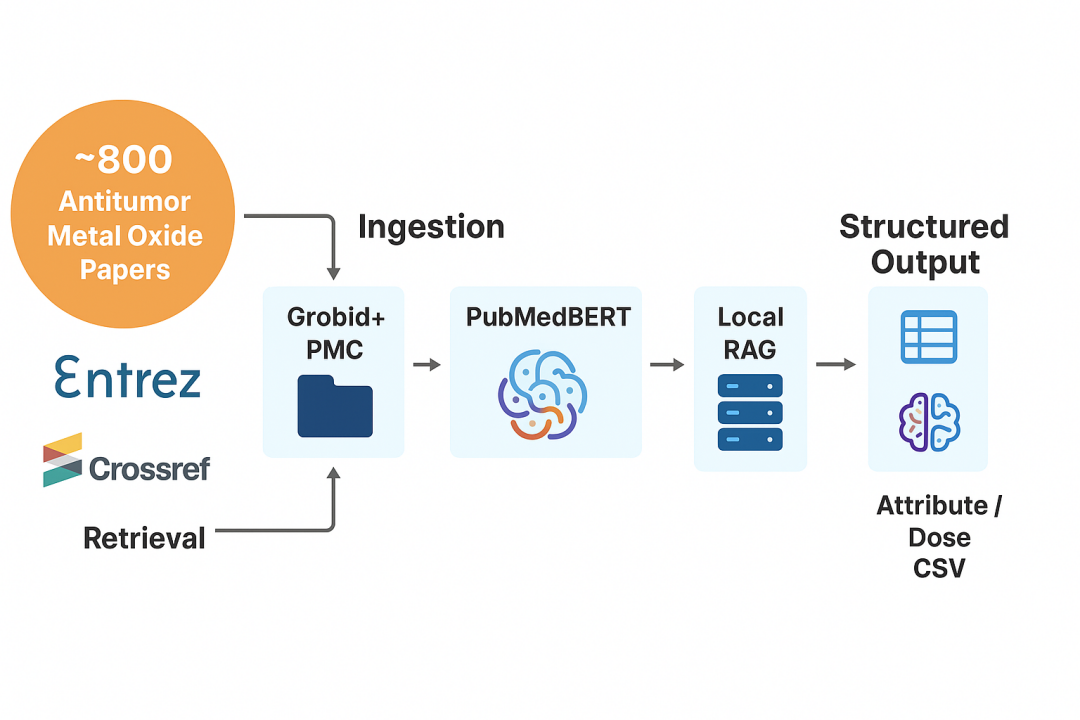 ~800
Antitumor
Metal Oxide
Papers
Entrez
Crossref
Retrieval
Ingestion
Grobid+
PMC
PubMedBERT
Local
RAG
Structured
Output
Attribute /
Dose
CSV